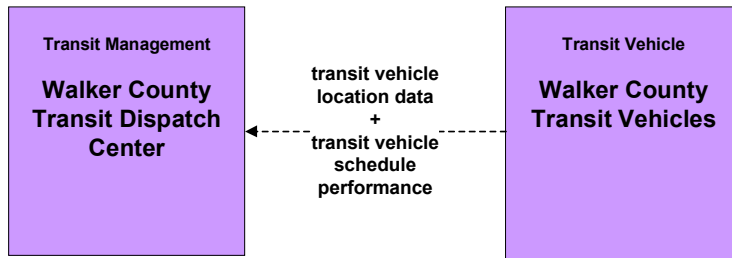 Transit Management
Walker County
Transit Dispatch
Center
transit vehicle
location data
+
transit vehicle
schedule
performance
Transit Vehicle
Walker County
Transit Vehicles